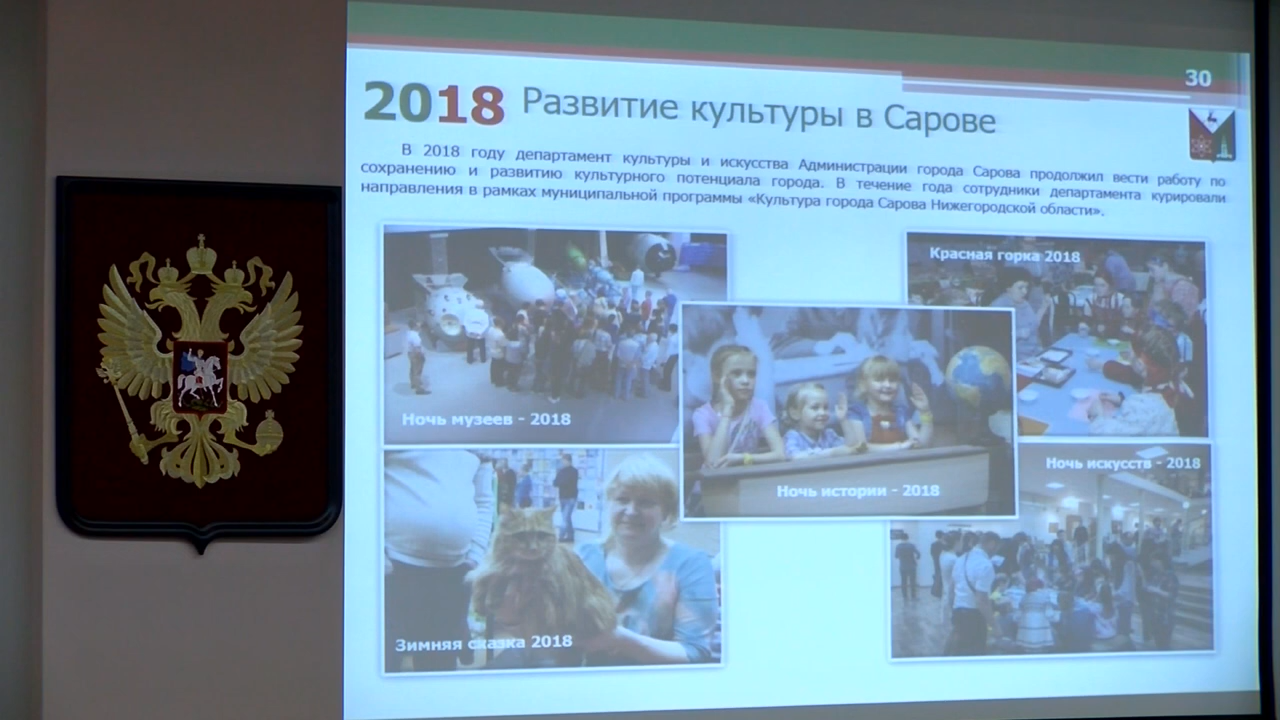 30
2018 Развитие культуры в Сарове
В 2018 году департамент культуры и искусства Администрации города Сарова продолжил вести работу по
сохранению и развитию культурного потенциала города. В течение года сотрудники департамента курировали
направления в рамках муниципальной программы «Культура города Сарова Нижегородской области».
Красная горка 2018
Ночь музеев - 2018
Ночь истории - 2018
Ночь искусств - 2018
Зимняя сказка 2018